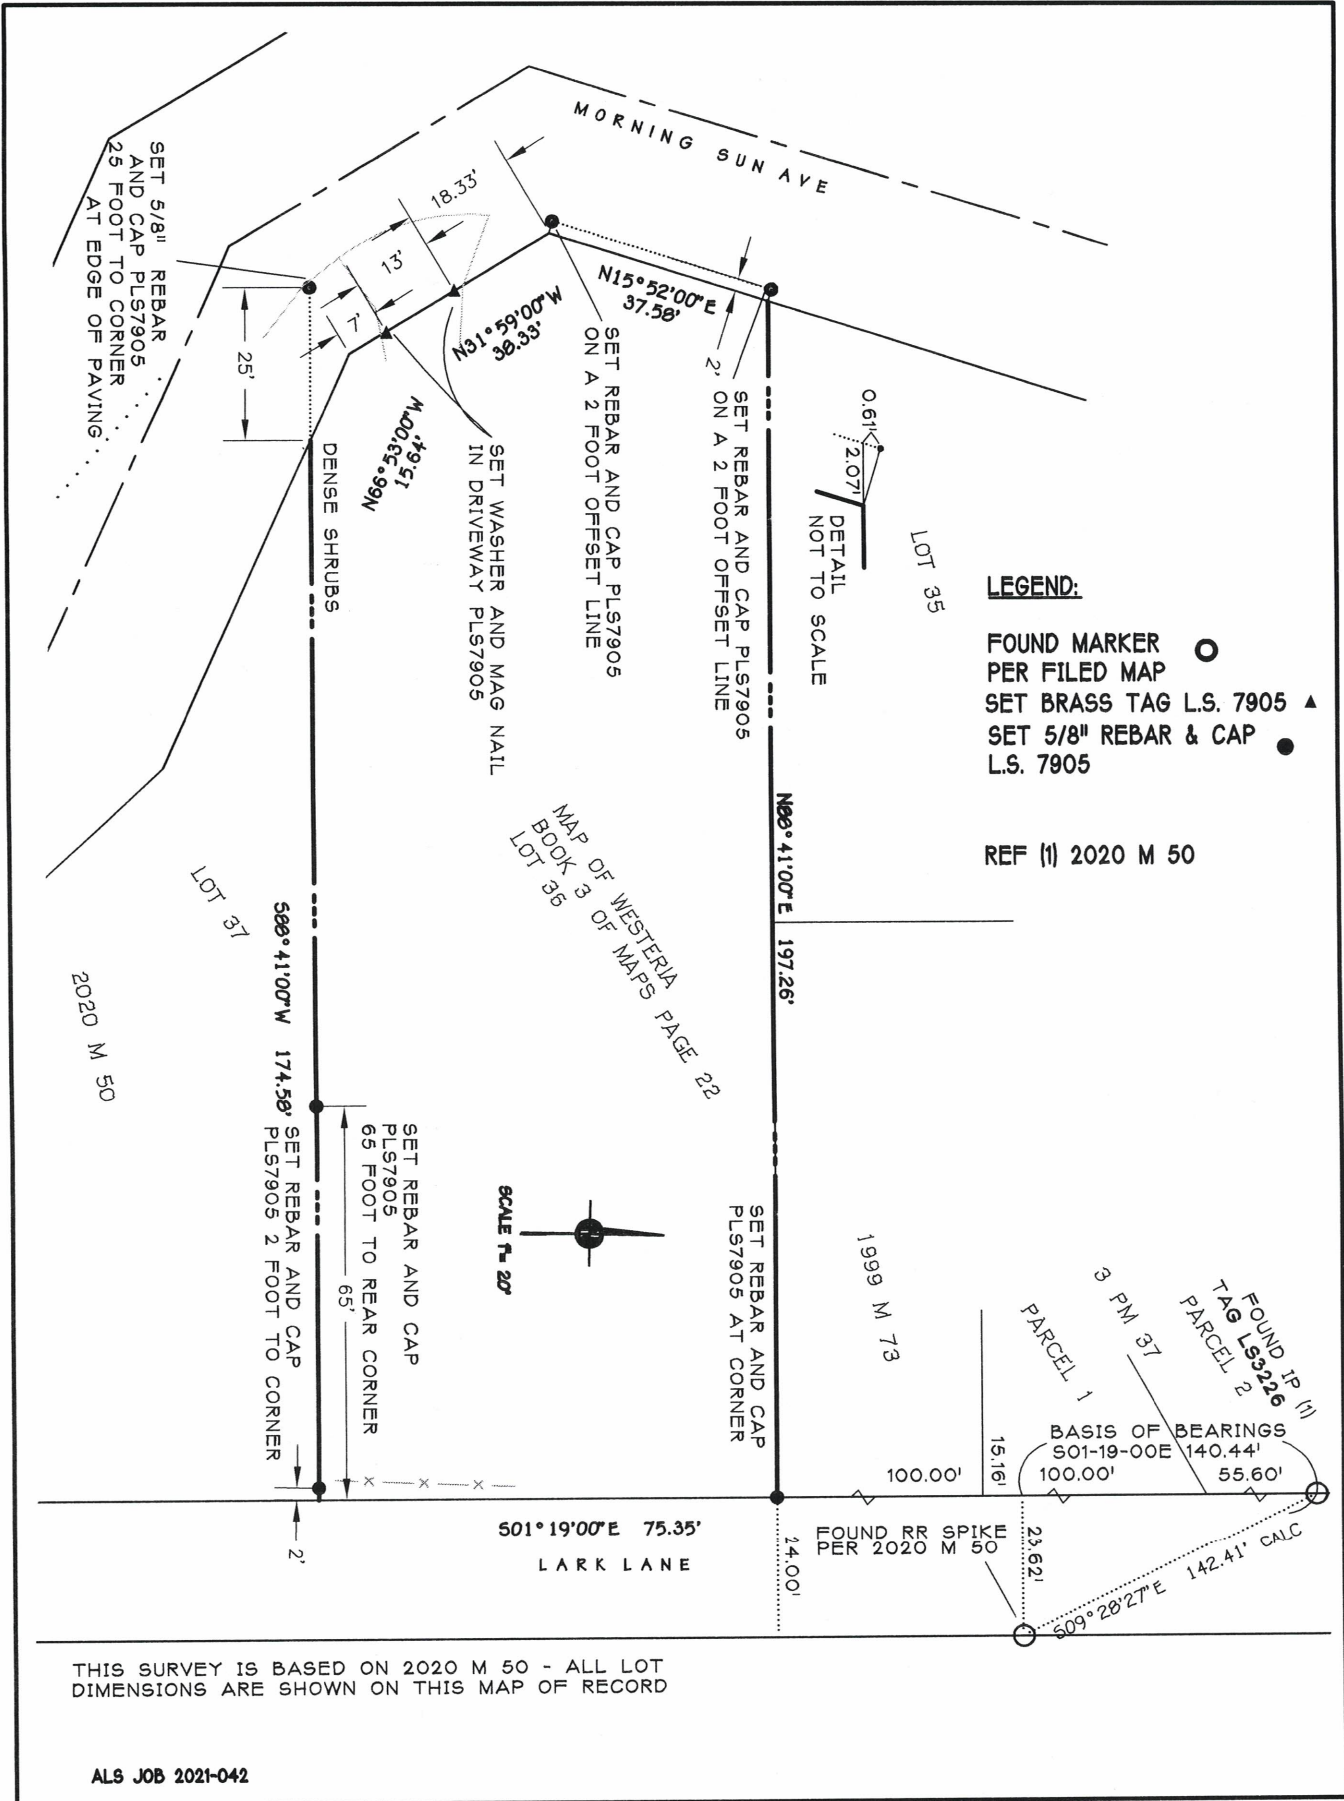 MORNING SUN AVE
SET 5/8" REBAR
AND CAP PLS7905
25 FOOT TO CORNER
AT EDGE OF PAVING
18.33'
13'
7'
25'
N31°59'00"W
38.33'
N15°52'00"E
37.58'
2'
N66°53'00"W
15.64'
SET REBAR AND CAP PLS7905
ON A 2 FOOT OFFSET LINE
SET REBAR AND CAP PLS7905
ON A 2 FOOT OFFSET LINE
SET WASHER AND MAG NAIL
IN DRIVEWAY PLS7905
DENSE SHRUBS
0.61'
2.07'
DETAIL
NOT TO SCALE
LOT 35
LEGEND:
FOUND MARKER
PER FILED MAP
SET BRASS TAG L.S. 7905
SET 5/8" REBAR & CAP
L.S. 7905
REF (1) 2020 M 50
N88°41'00"E 197.26'
MAP OF WESTERIA
BOOK 3 OF MAPS PAGE 22
LOT 36
LOT 37
2020 M 50
S88°41'00"W 174.58'
SET REBAR AND CAP
PLS7905 2 FOOT TO CORNER
SET REBAR AND CAP
PLS7905
65 FOOT TO REAR CORNER
65'
SCALE 1"= 20'
SET REBAR AND CAP
PLS7905 AT CORNER
1999 M 73
PARCEL 1
3 PM 37
PARCEL 2
FOUND IP (1)
TAG LS3226
BASIS OF BEARINGS
S01-19-00E 140.44'
15.16'
100.00'
100.00'
55.60'
2'
S01°19'00"E 75.35'
LARK LANE
14.00'
FOUND RR SPIKE
PER 2020 M 50
23.62'
S09°28'27"E 142.41' CALC
THIS SURVEY IS BASED ON 2020 M 50 - ALL LOT
DIMENSIONS ARE SHOWN ON THIS MAP OF RECORD
ALS JOB 2021-042